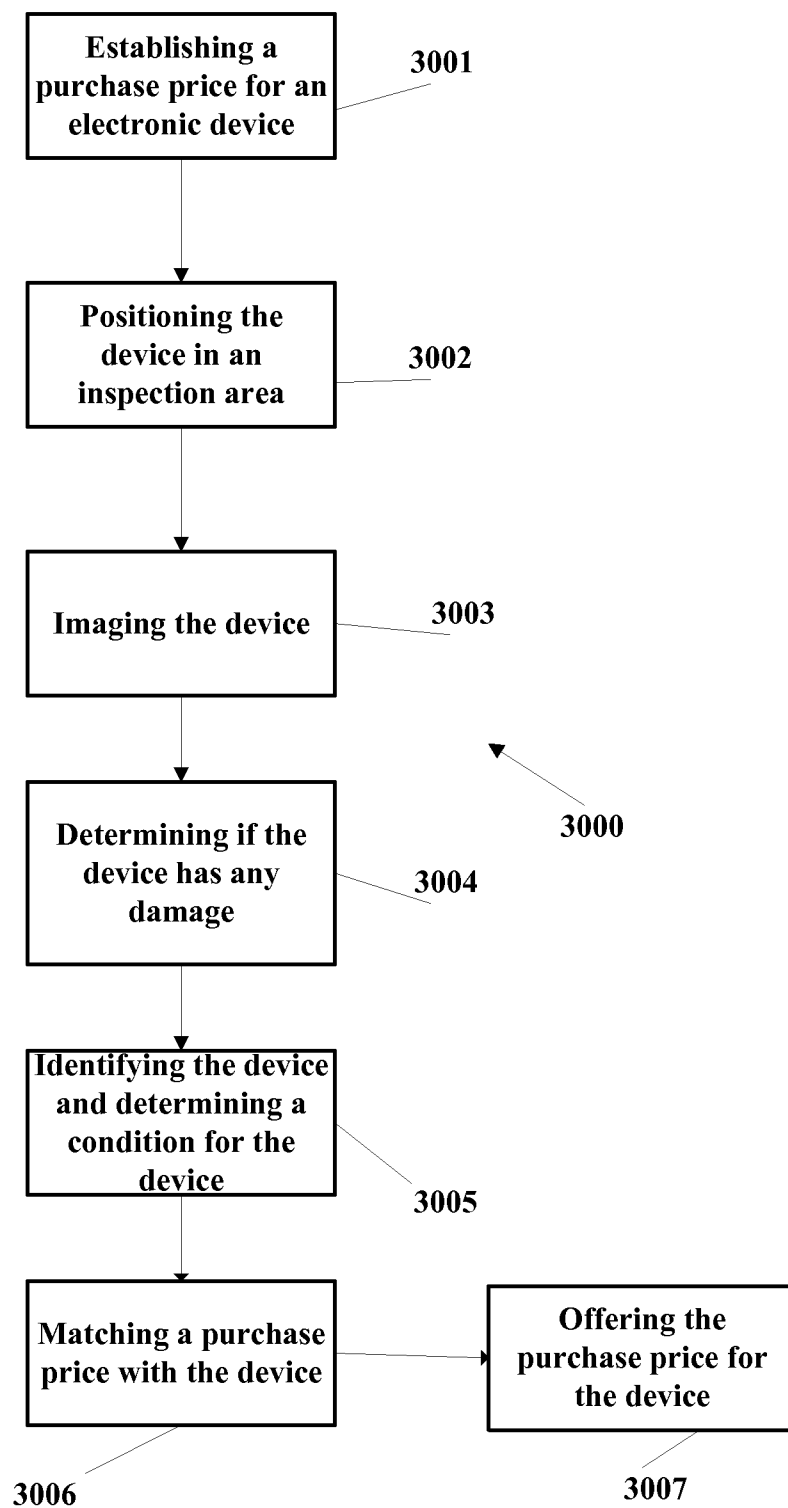 Establishing a
purchase price for an
electronic device
3001
Positioning the
device in an
inspection area
3002
Imaging the device
3003
3000
Determining if the
device has any
damage
3004
Identifying the device
and determining a
condition for the
device
3005
Matching a purchase
price with the device
3006
Offering the
purchase price for
the device
3007